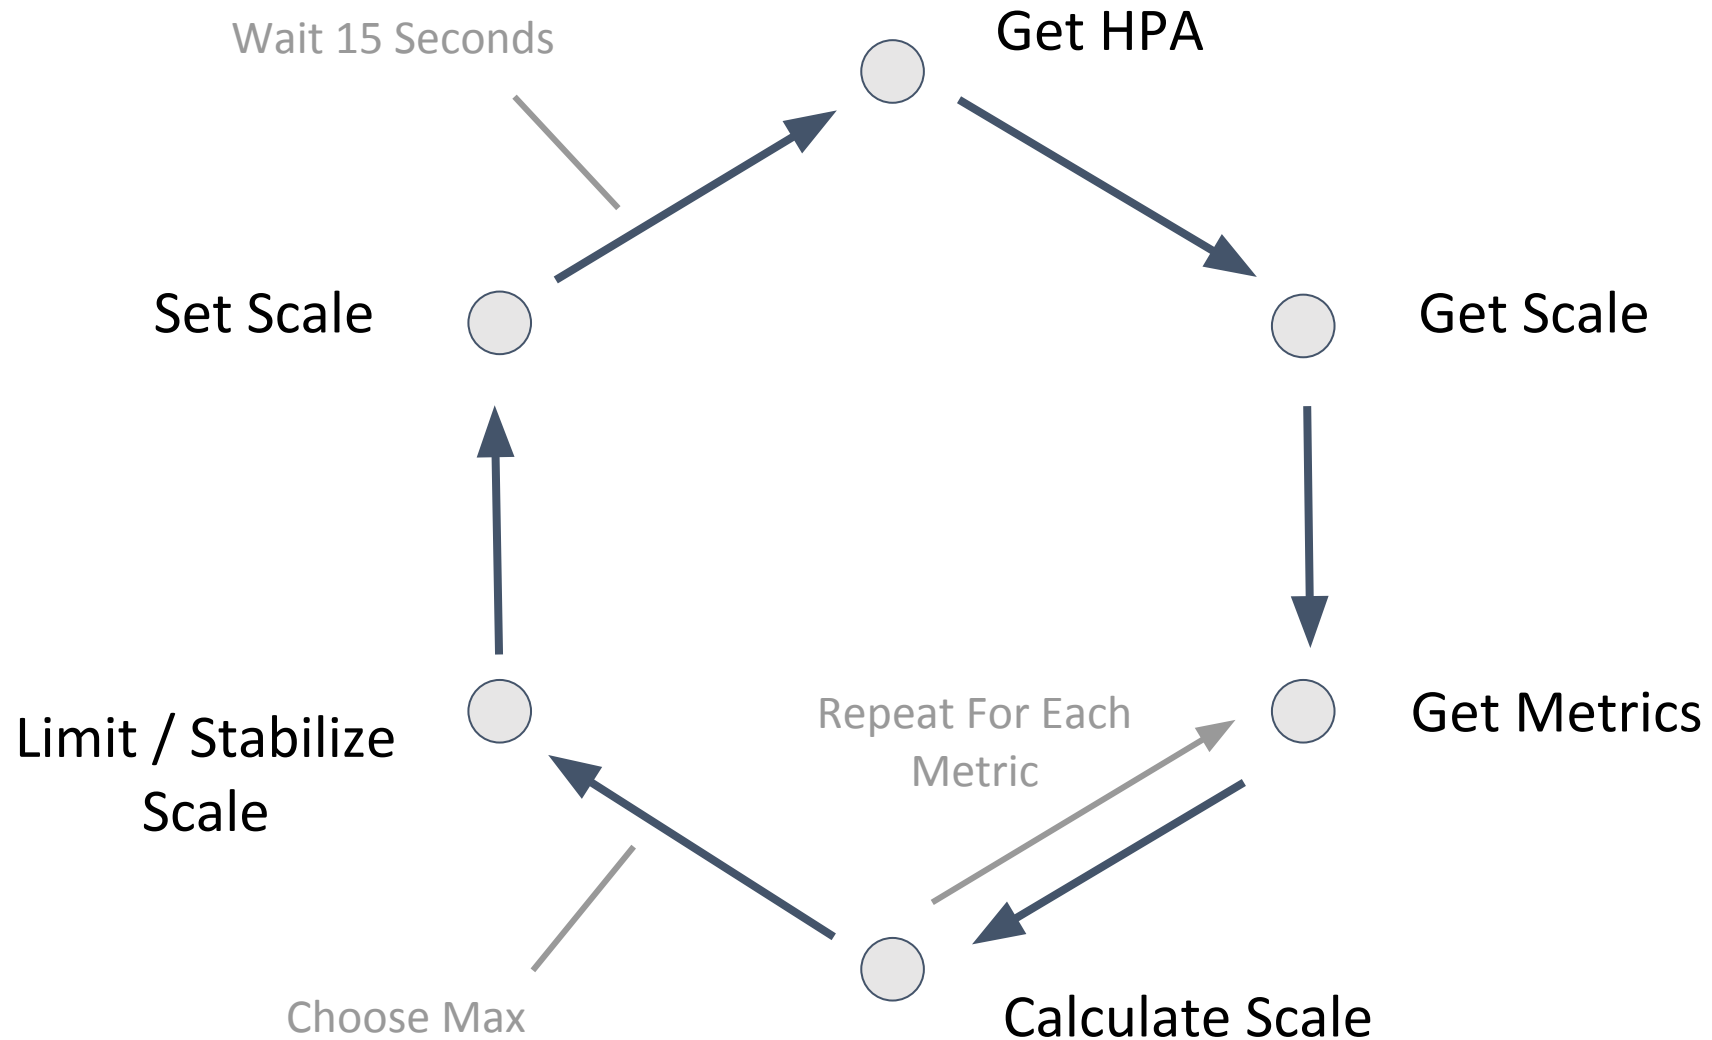 Wait 15 Seconds
Get HPA
Set Scale
Get Scale
Limit / Stabilize
Scale
Repeat For Each
Metric
Get Metrics
Choose Max
Calculate Scale